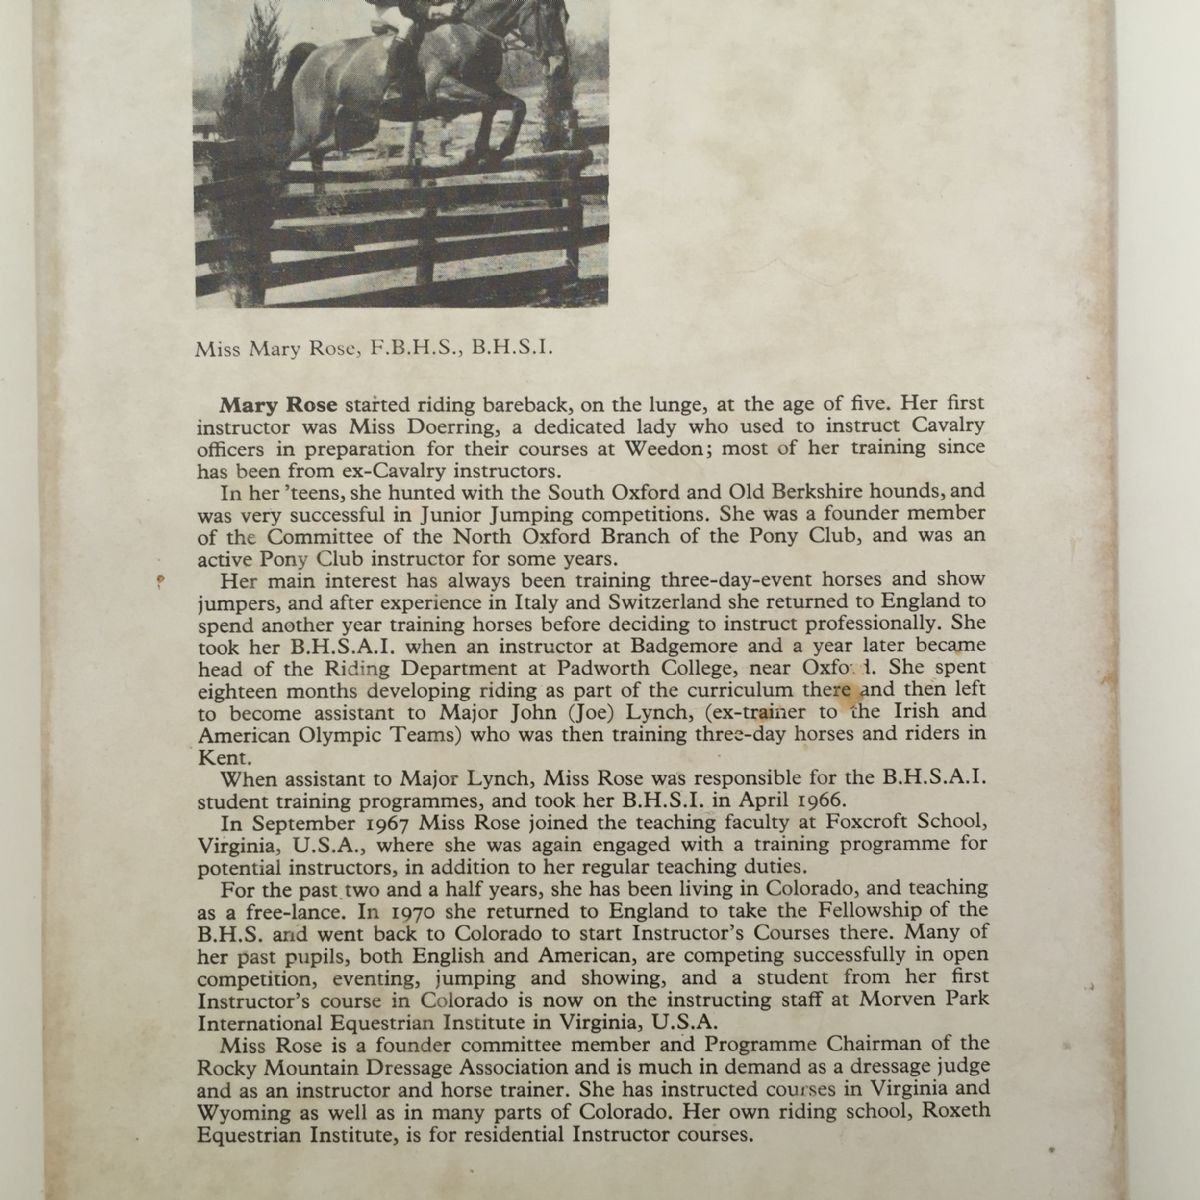 Miss Mary Rose, F.B.H.S., B.H.S.I.
Mary Rose started riding bareback, on the lunge, at the age of five. Her first
instructor was Miss Doerring, a dedicated lady who used to instruct Cavalry
officers in preparation for their courses at Weedon; most of her training since
has been from ex-Cavalry instructors.
In her 'teens, she hunted with the South Oxford and Old Berkshire hounds, and
was very successful in Junior Jumping competitions. She was a founder member
of the Committee of the North Oxford Branch of the Pony Club, and was an
active Pony Club instructor for some years.
Her main interest has always been training three-day-event horses and show
jumpers, and after experience in Italy and Switzerland she returned to England to
spend another year training horses before deciding to instruct professionally. She
took her B.H.S.A.I. when an instructor at Badgemore and a year later became
head of the Riding Department at Padworth College, near Oxford. She spent
eighteen months developing riding as part of the curriculum there and then left
to become assistant to Major John (Joe) Lynch, (ex-trainer to the Irish and
American Olympic Teams) who was then training three-day horses and riders in
Kent.
When assistant to Major Lynch, Miss Rose was responsible for the B.H.S.A.I.
student training programmes, and took her B.H.S.I. in April 1966.
In September 1967 Miss Rose joined the teaching faculty at Foxcroft School,
Virginia, U.S.A., where she was again engaged with a training programme for
potential instructors, in addition to her regular teaching duties.
For the past two and a half years, she has been living in Colorado, and teaching
as a free-lance. In 1970 she returned to England to take the Fellowship of the
B.H.S. and went back to Colorado to start Instructor's Courses there. Many of
her past pupils, both English and American, are competing successfully in open
competition, eventing, jumping and showing, and a student from her first
Instructor's course in Colorado is now on the instructing staff at Morven Park
International Equestrian Institute in Virginia, U.S.A.
Miss Rose is a founder committee member and Programme Chairman of the
Rocky Mountain Dressage Association and is much in demand as a dressage judge
and as an instructor and horse trainer. She has instructed courses in Virginia and
Wyoming as well as in many parts of Colorado. Her own riding school, Roxeth
Equestrian Institute, is for residential Instructor courses.